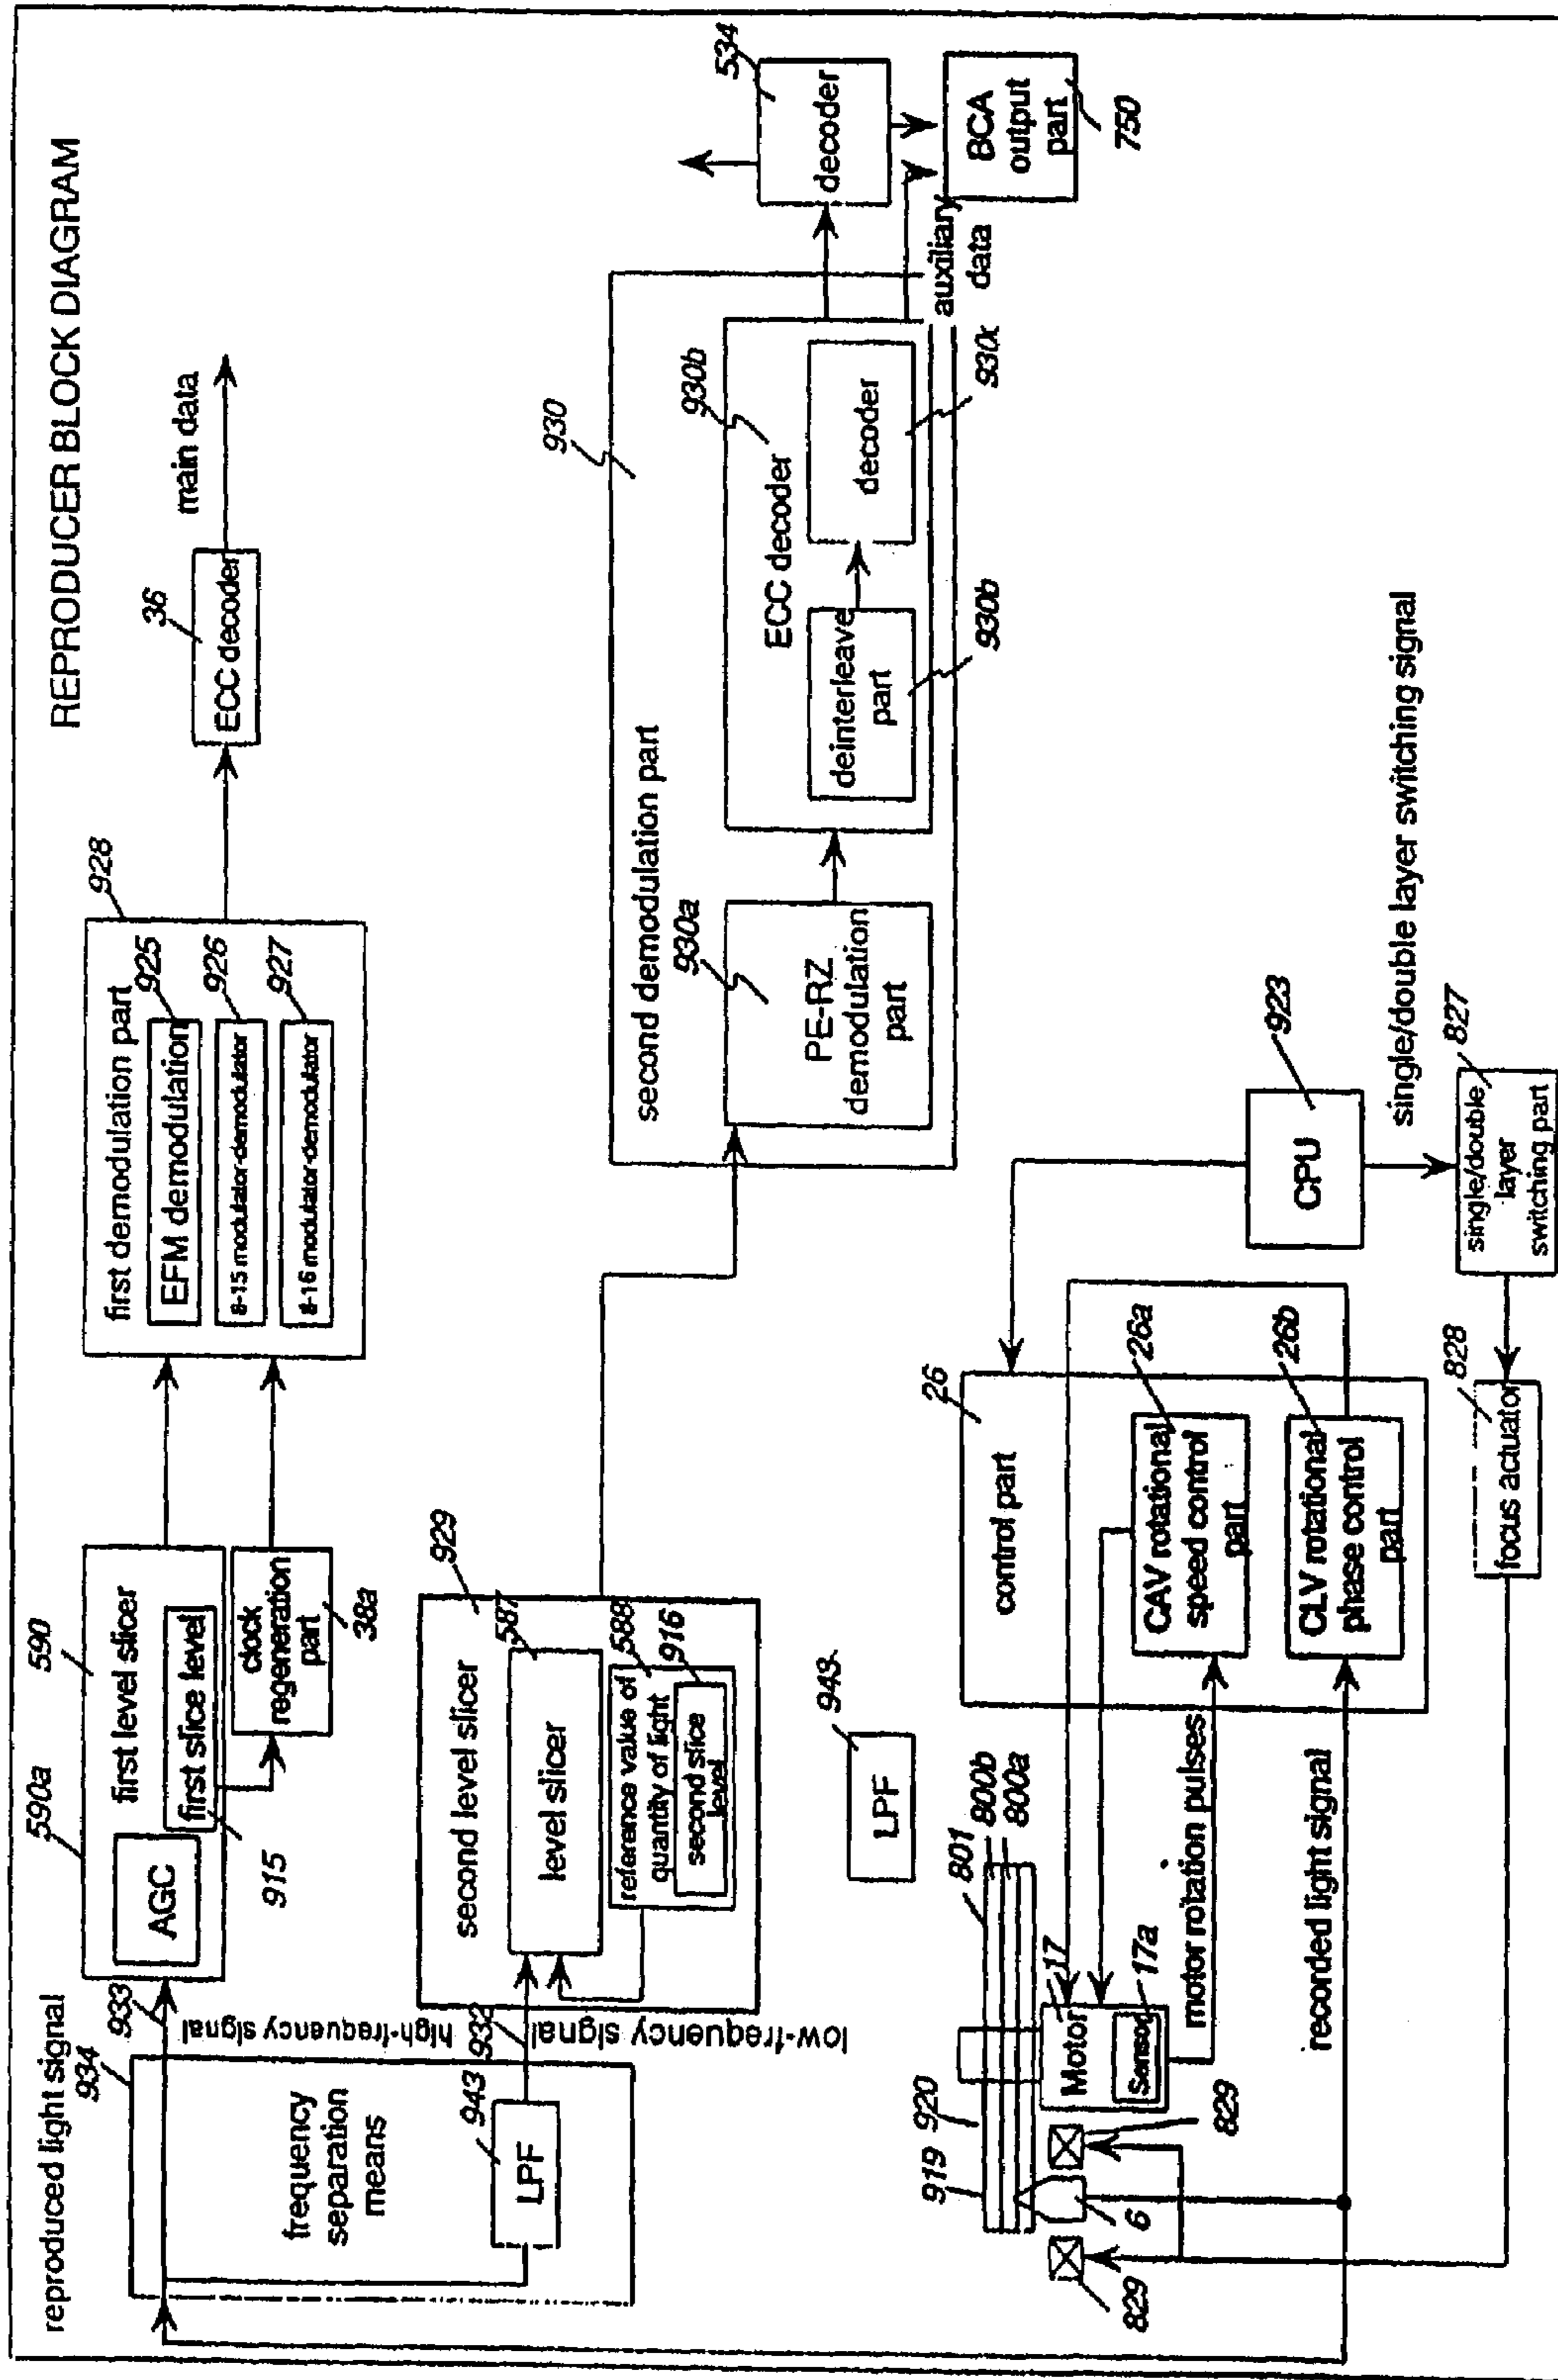 REPRODUCER BLOCK DIAGRAM
reproduced light signal
934
frequency
separation
means
943
LPF
933
high-frequency signal
932
low-frequency signal
590a
590
first level slicer
AGC
first slice level
915
clock
regeneration
part
38a
first demodulation part
928
EFM demodulation
925
8-15 modulator-demodulator
926
8-16 modulator-demodulator
927
36
ECC decoder
main data
929
second level slicer
587
level slicer
588
reference value of
quantity of light
916
second slice
level
second demodulation part
930
930a
PE-RZ
demodulation
part
930b
ECC decoder
deinterleave
part
930b
decoder
930c
534
decoder
auxiliary
data
BCA
output
part
750
943
LPF
919
920
801
800b
800a
Motor
17
Sensor
17a
6
829
829
motor rotation pulses
recorded light signal
26
control part
CAV rotational
speed control
part
26a
CLV rotational
phase control
part
26b
CPU
923
single/double layer switching signal
single/double
layer
switching part
827
focus actuator
828